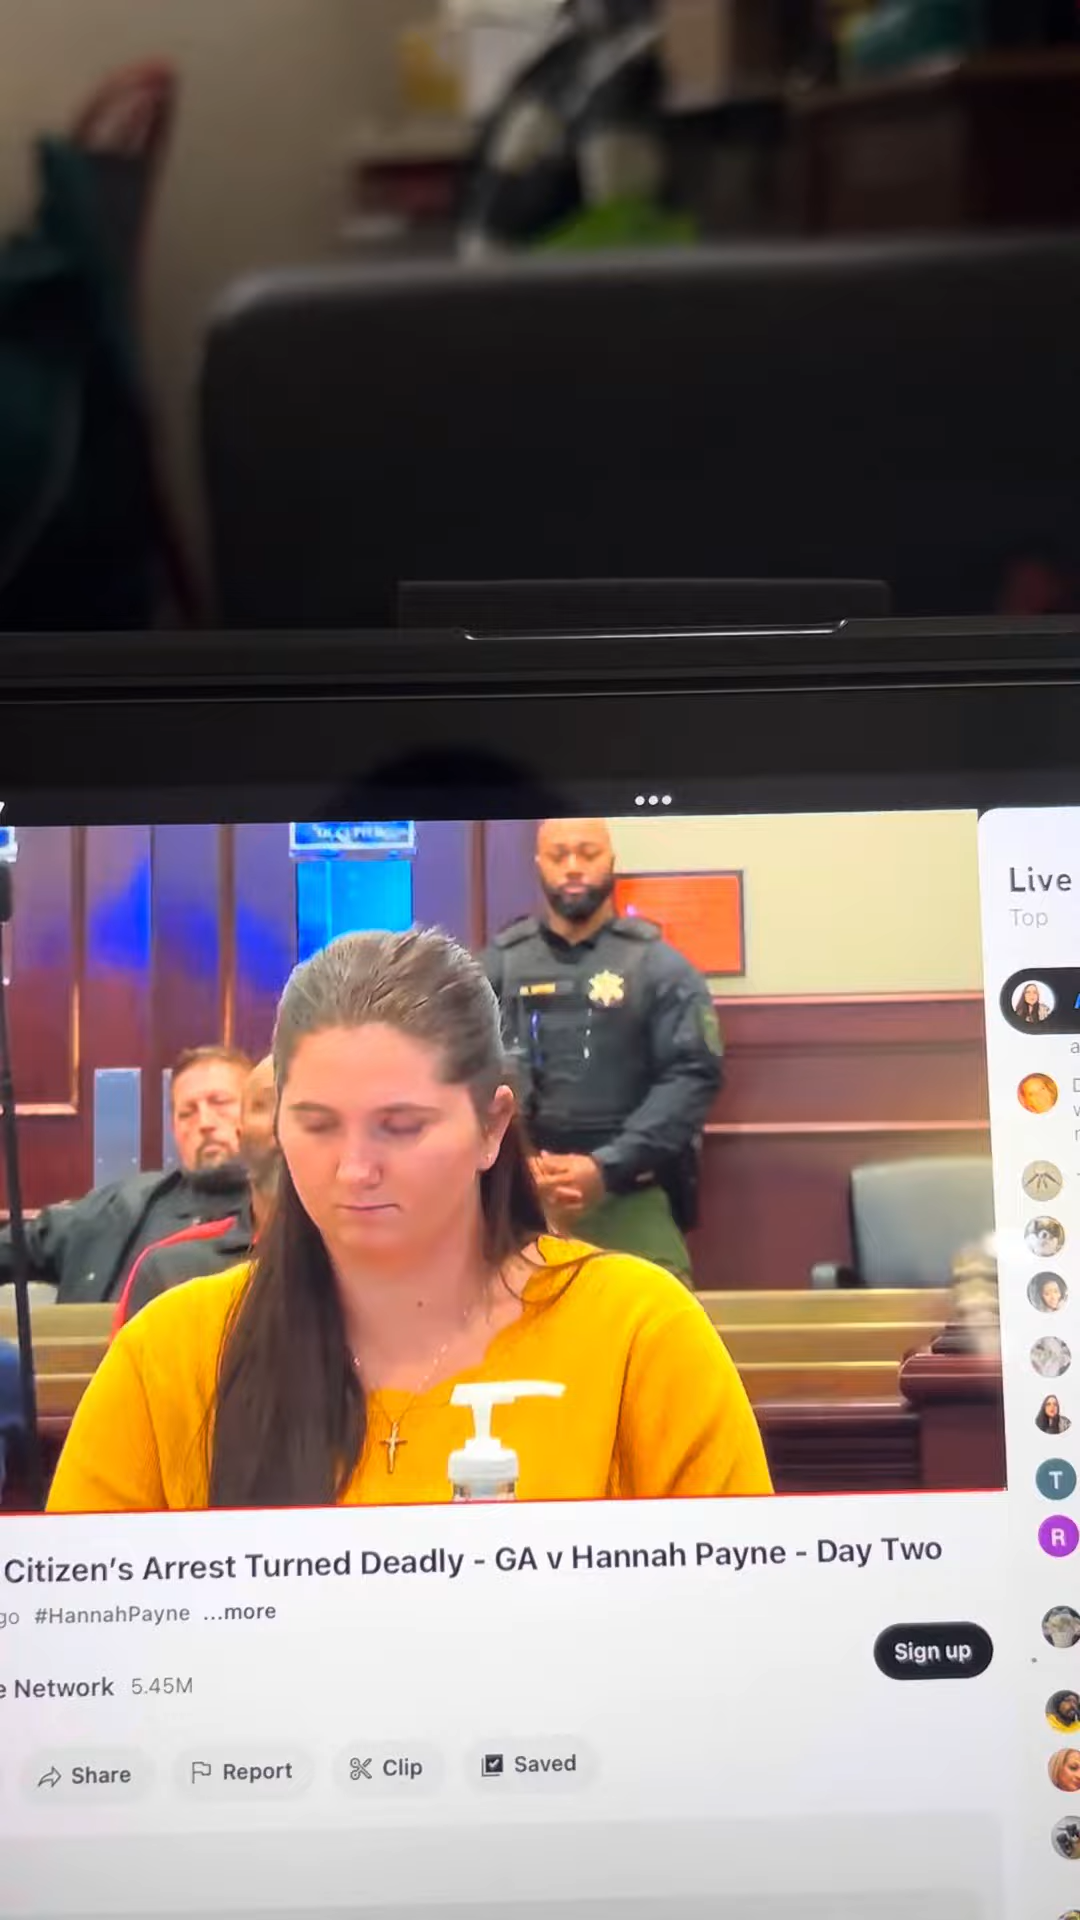 Live
Top
Citizen's Arrest Turned Deadly - GA v Hannah Payne - Day Two
go #HannahPayne ...more
Sign up
e Network 5.45M
Share
Report
Clip
Saved
T
R